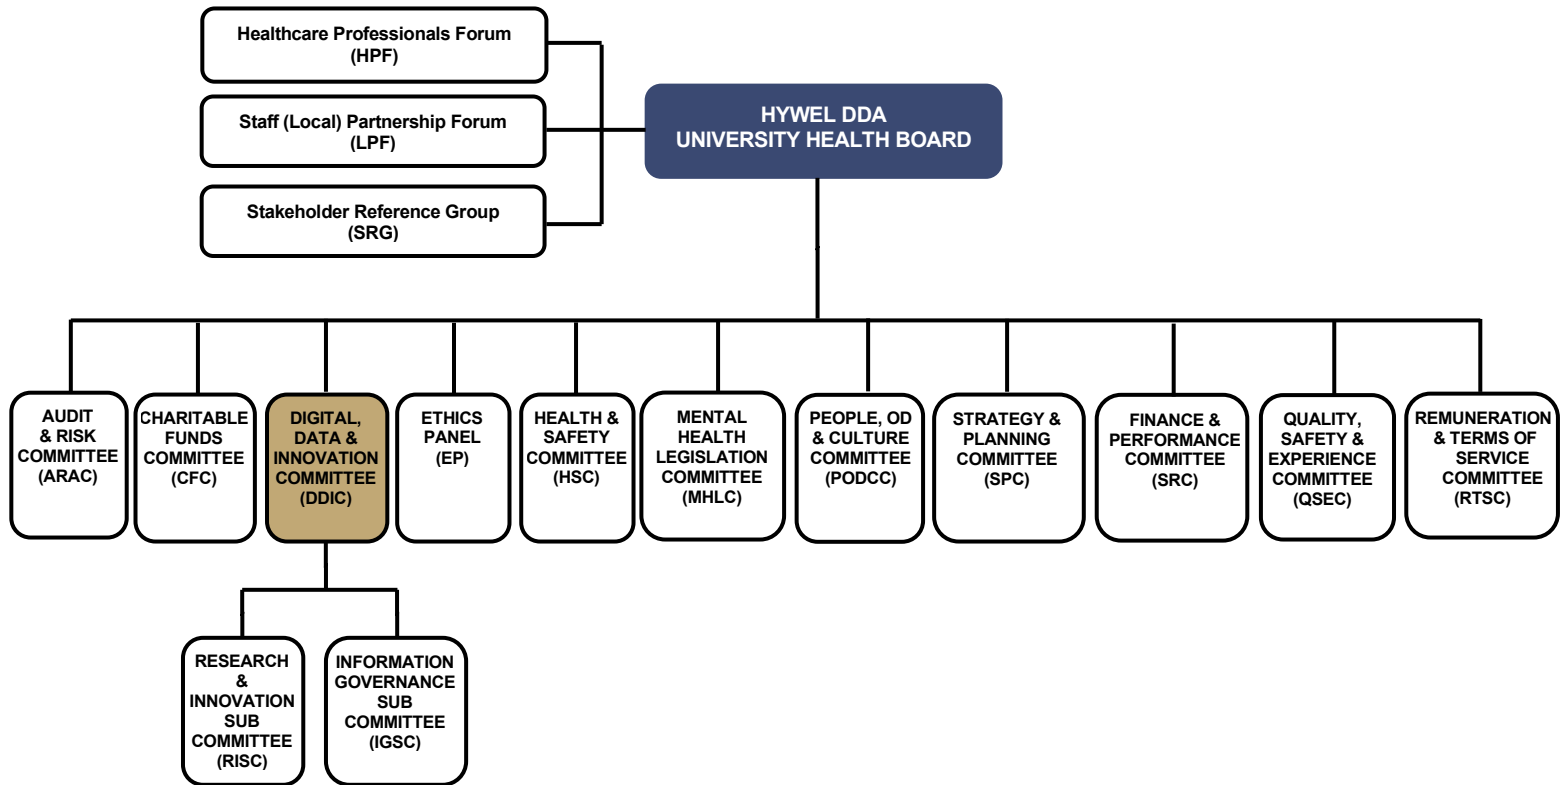 Healthcare Professionals Forum
(HPF)
Staff (Local) Partnership Forum
(LPF)
Stakeholder Reference Group
(SRG)
HYWEL DDA
UNIVERSITY HEALTH BOARD
AUDIT
& RISK
COMMITTEE
(ARAC)
CHARITABLE
FUNDS
COMMITTEE
(CFC)
DIGITAL,
DATA &
INNOVATION
COMMITTEE
(DDIC)
ETHICS
PANEL
(EP)
HEALTH &
SAFETY
COMMITTEE
(HSC)
MENTAL
HEALTH
LEGISLATION
COMMITTEE
(MHLC)
PEOPLE, OD
& CULTURE
COMMITTEE
(PODCC)
STRATEGY &
PLANNING
COMMITTEE
(SPC)
FINANCE &
PERFORMANCE
COMMITTEE
(SRC)
QUALITY,
SAFETY &
EXPERIENCE
COMMITTEE
(QSEC)
REMUNERATION
& TERMS OF
SERVICE
COMMITTEE
(RTSC)
RESEARCH
&
INNOVATION
SUB
COMMITTEE
(RISC)
INFORMATION
GOVERNANCE
SUB
COMMITTEE
(IGSC)